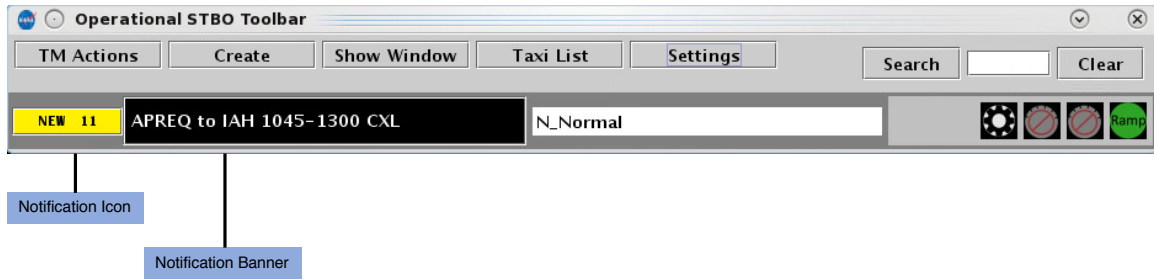 Operational STBO Toolbar
TM Actions Create Show Window Taxi List Settings Search Clear
NEW 11 APREQ to IAH 1045-1300 CXL N_Normal Ramp
Notification Icon
Notification Banner